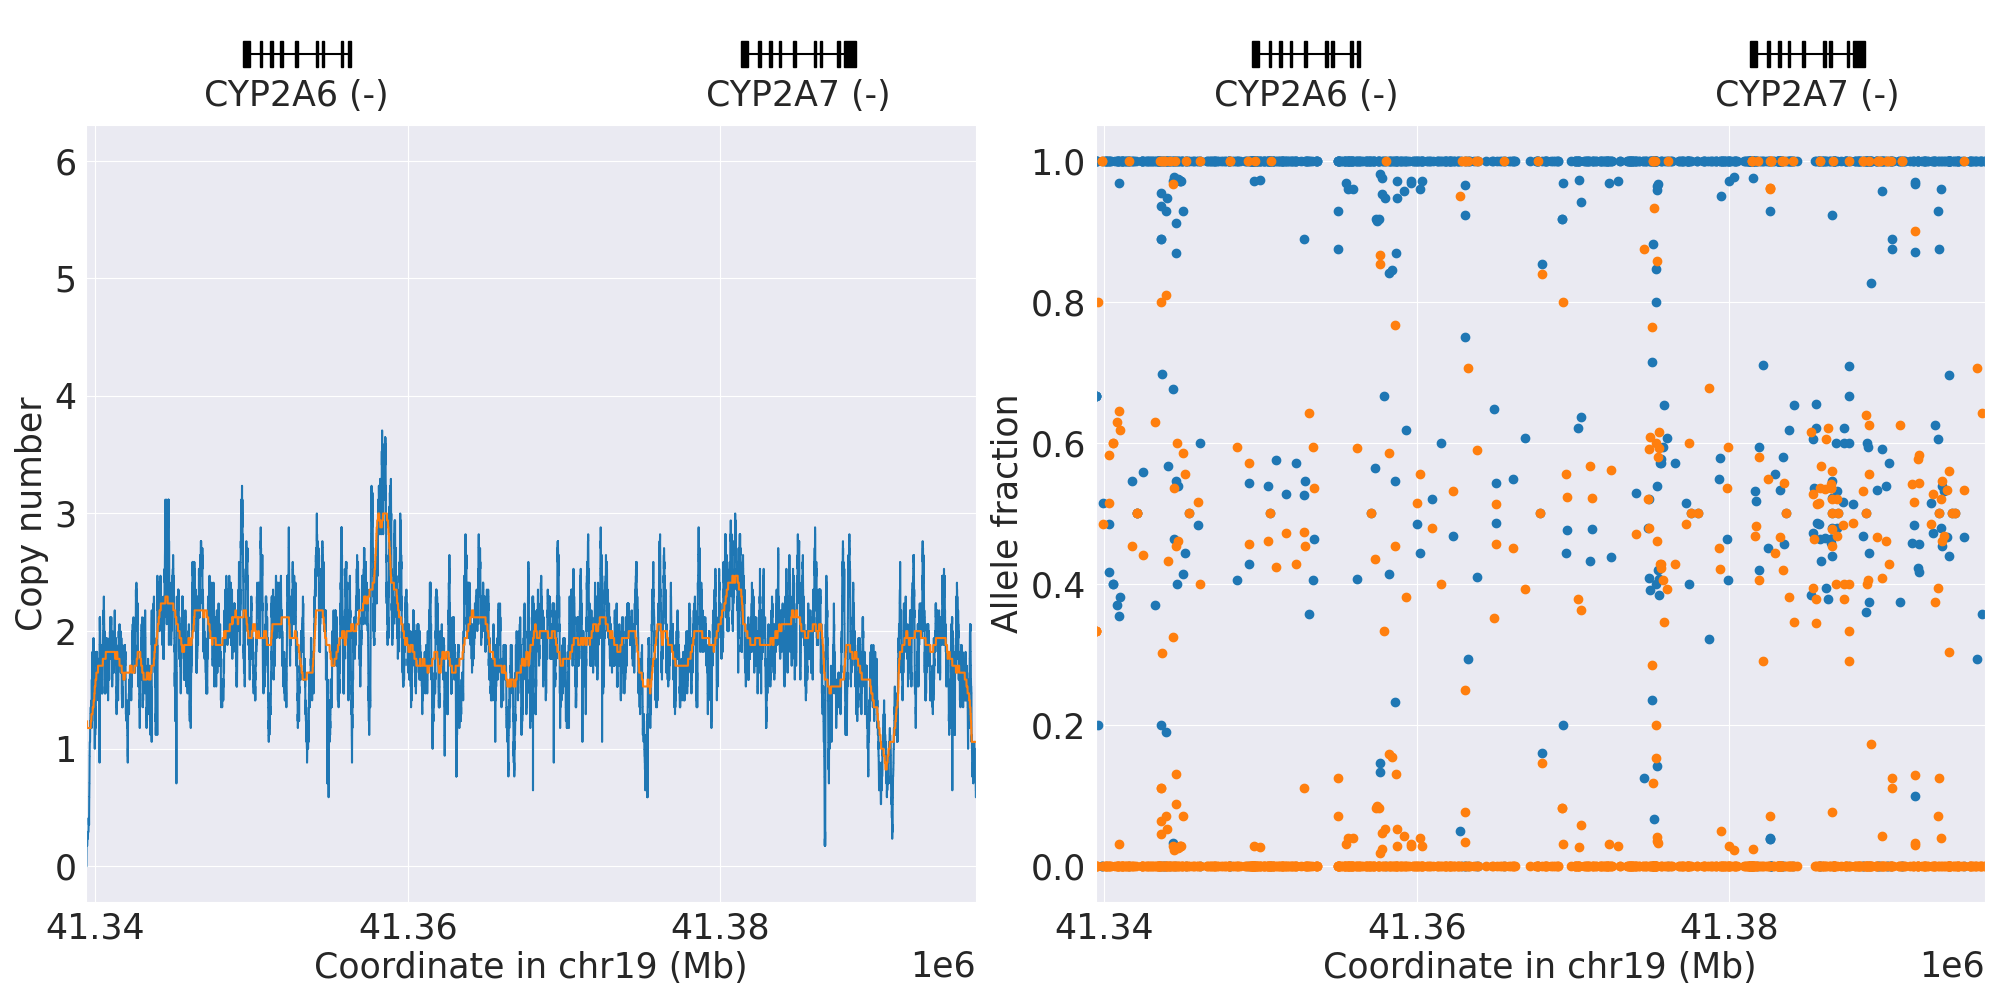 CYP2A6 (-)
CYP2A7 (-)
6
5
4
3
2
1
0
Copy number
41.34
41.36
41.38
Coordinate in chr19 (Mb)
1e6
CYP2A6 (-)
CYP2A7 (-)
1.0
0.8
0.6
0.4
0.2
0.0
Allele fraction
41.34
41.36
41.38
Coordinate in chr19 (Mb)
1e6